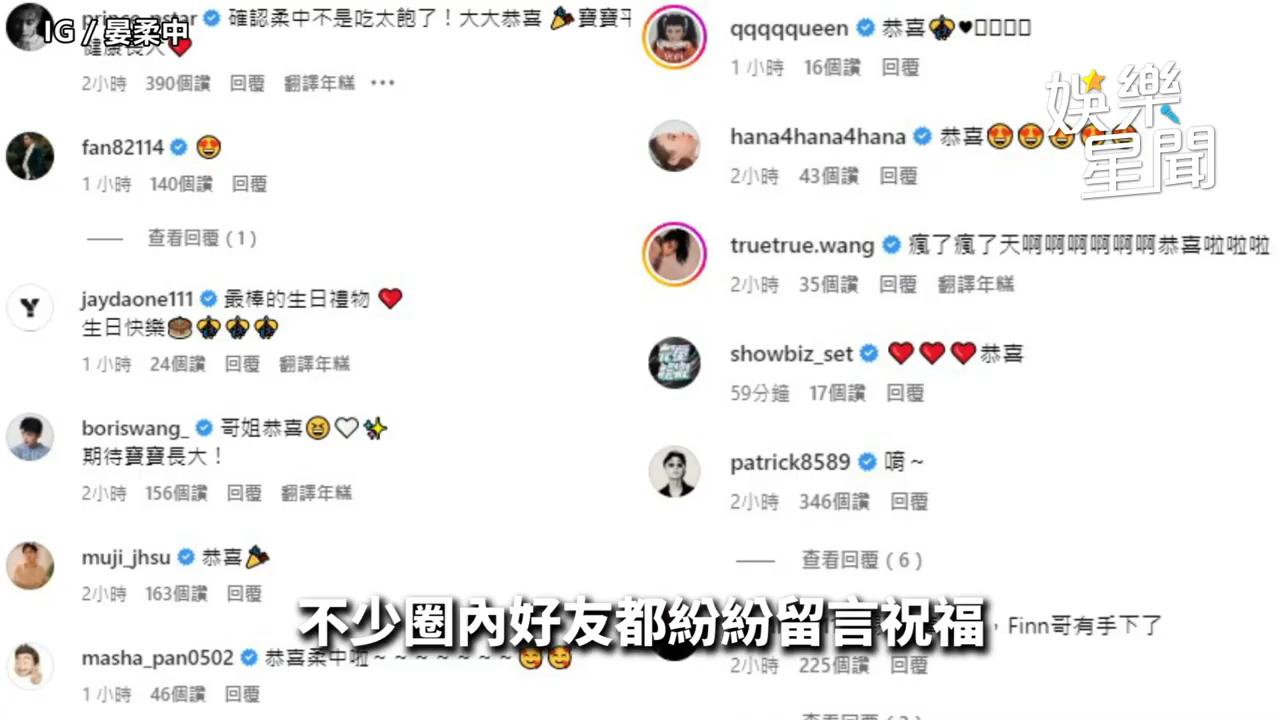 IG / 晏柔中
確認柔中不是吃太飽了！大大恭喜 寶寶平
健康長大
2小時 390個讚 回覆 翻譯年糕 •••
fan82114
1小時 140個讚 回覆
查看回覆（1）
jaydaone111 最棒的生日禮物
生日快樂
1小時 24個讚 回覆 翻譯年糕
boriswang_ 哥姐恭喜
期待寶寶長大！
2小時 156個讚 回覆 翻譯年糕
muji_jhsu 恭喜
2小時 163個讚 回覆
masha_pan0502 恭喜柔中啦～～～～～～～
1小時 46個讚 回覆
qqqqqueen 恭喜
1小時 16個讚 回覆
娛樂星聞
hana4hana4hana 恭喜
2小時 43個讚 回覆
truetrue.wang 瘋了瘋了天啊啊啊啊啊啊恭喜啦啦啦
2小時 35個讚 回覆 翻譯年糕
showbiz_set 恭喜
59分鐘 17個讚 回覆
patrick8589 唷～
2小時 346個讚 回覆
查看回覆（6）
，Finn哥有手下了
2小時 225個讚 回覆
不少圈內好友都紛紛留言祝福